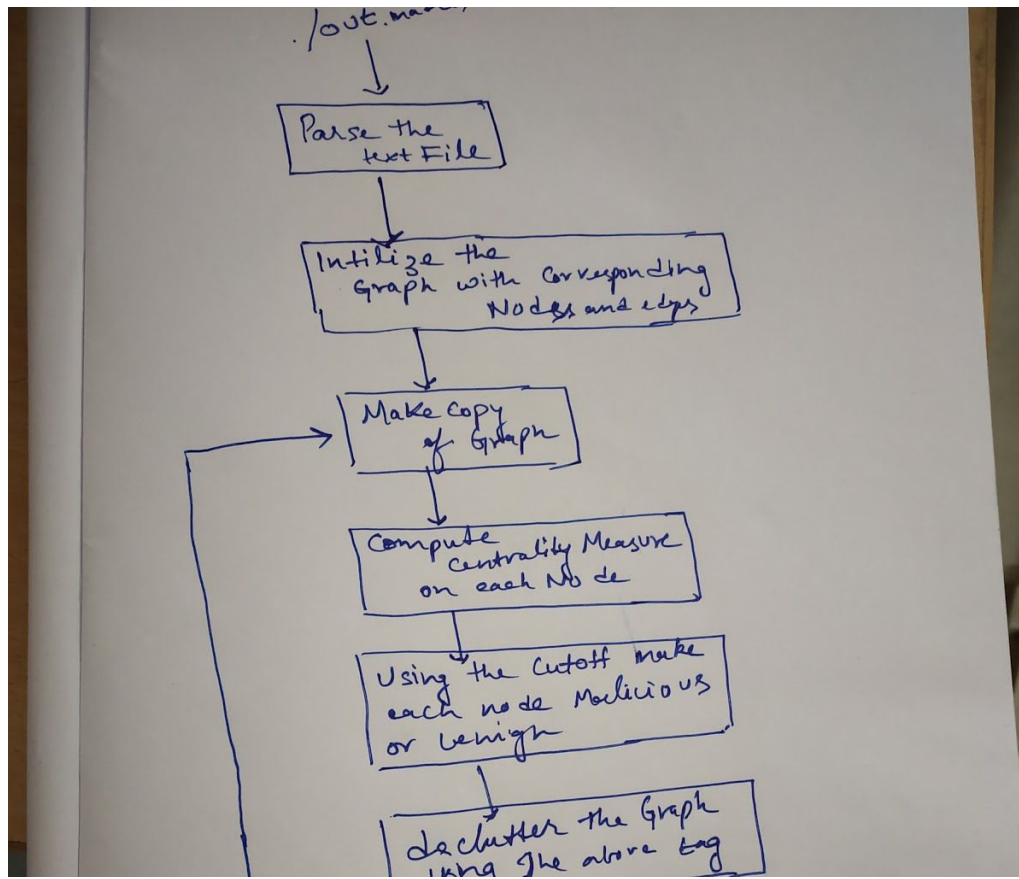 ./out.
Parse the
text File
Intilize the
Graph with Corresponding
Nodes and edges
Make Copy
of Graph
Compute
Centrality Measure
on each Node
Using the Cutoff make
each node Malicious
or benign
declutter the Graph
using The above tag